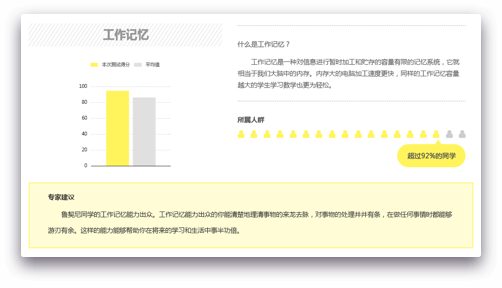 工作记忆
本次测试得分 平均值
100
80
60
40
20
0
什么是工作记忆？
工作记忆是一种对信息进行暂时加工和贮存的容量有限的记忆系统，它就
相当于我们大脑中的内存。内存大的电脑加工速度更快，同样的工作记忆容量
越大的学生学习数学也更为轻松。
所属人群
超过92%的同学
专家建议
鲁契尼同学的工作记忆能力出众。工作记忆能力出众的你能清楚地理清事物的来龙去脉，对事物的处理井井有条，在做任何事情时都能够
游刃有余。这样的能力能够帮助你在将来的学习和生活中事半功倍。